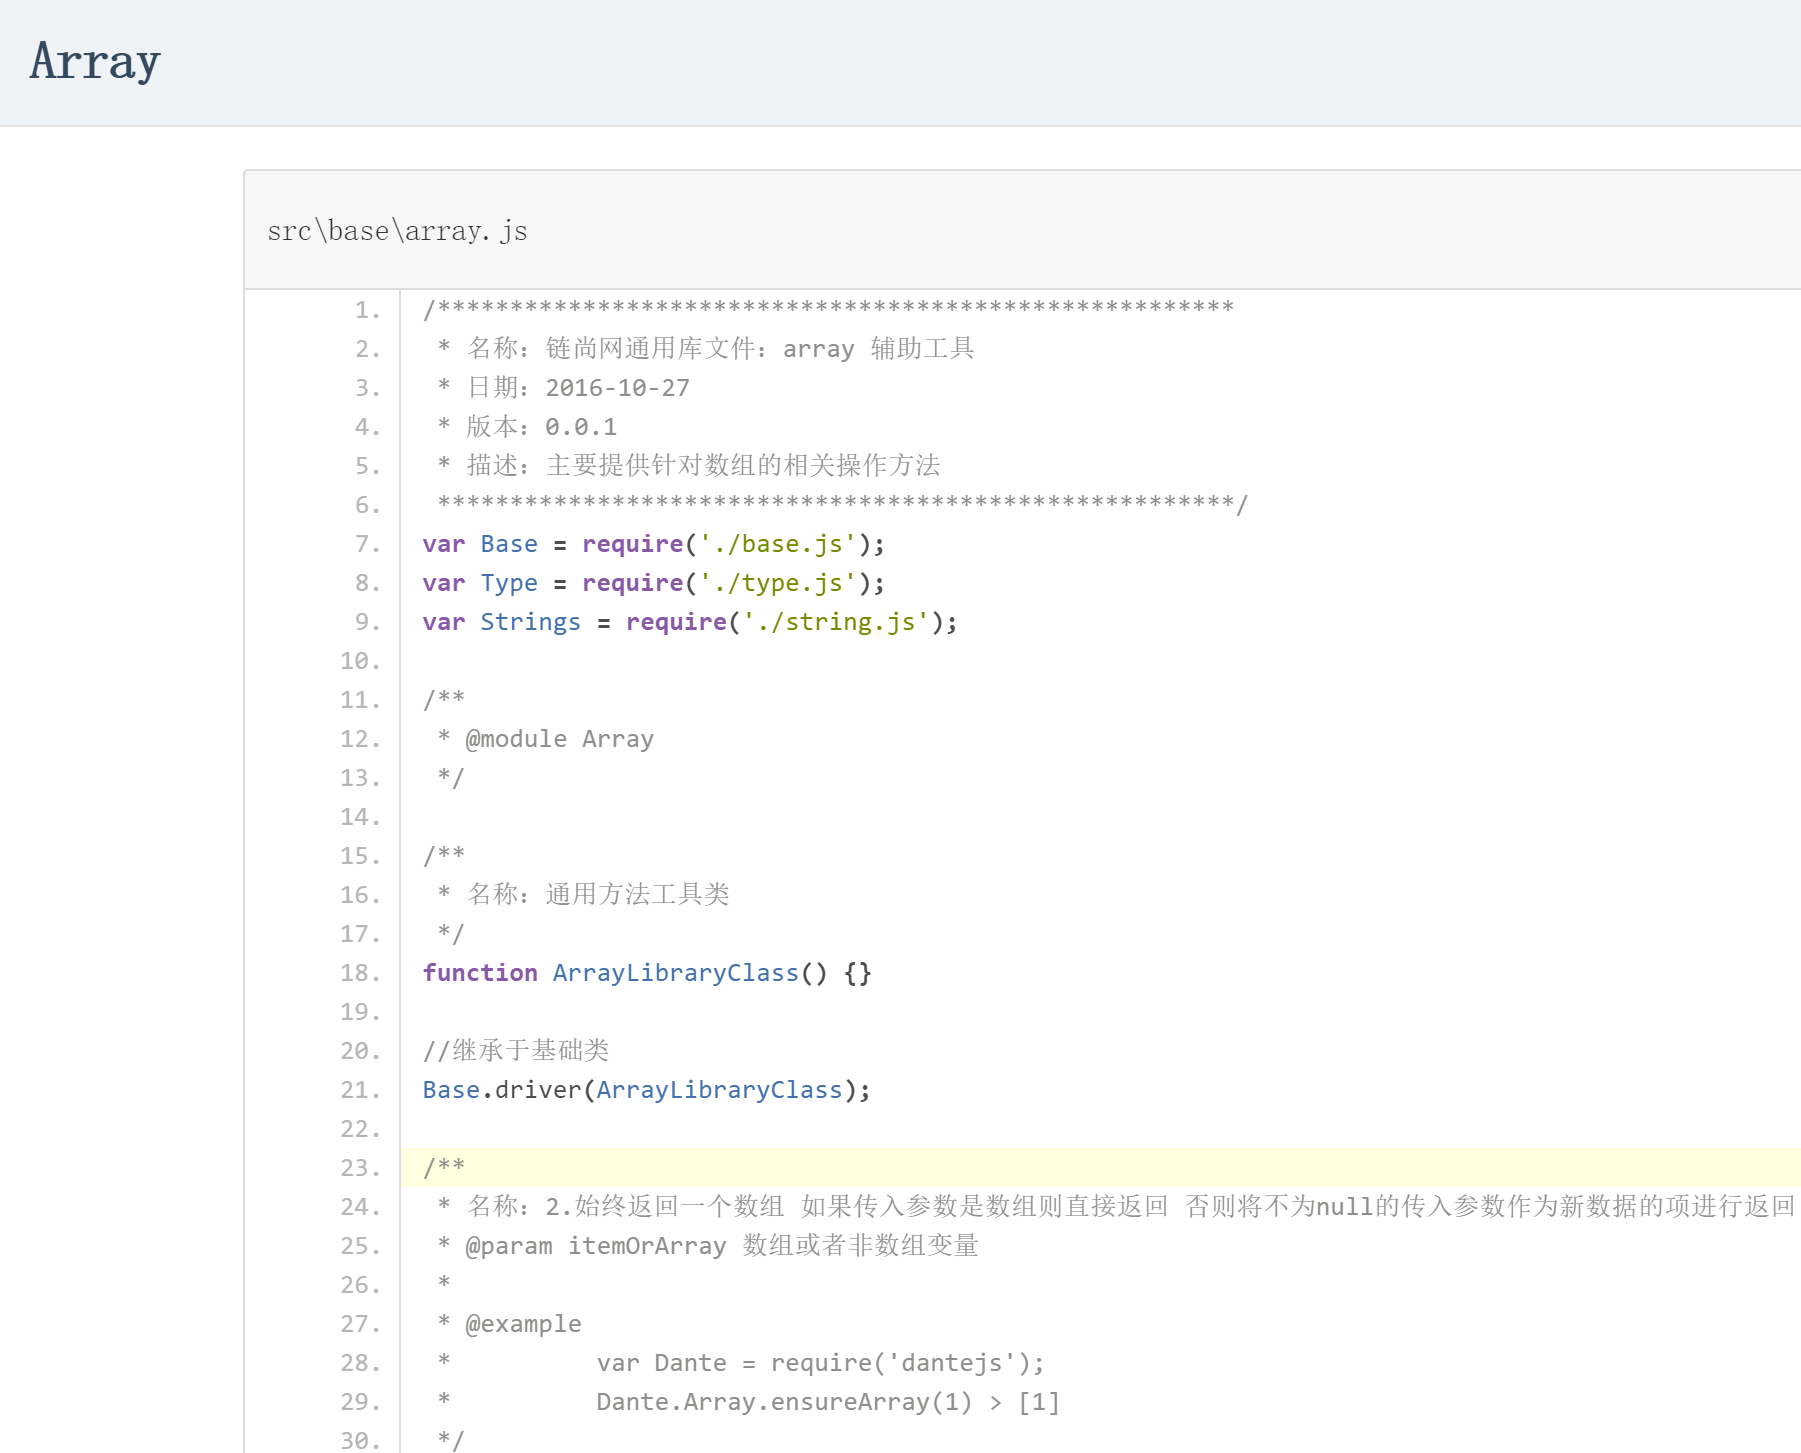 Array
src\base\array.js
1. /*******************************************************
2. * 名称：链尚网通用库文件：array 辅助工具
3. * 日期：2016-10-27
4. * 版本：0.0.1
5. * 描述：主要提供针对数组的相关操作方法
6. *******************************************************/
7. var Base = require('./base.js');
8. var Type = require('./type.js');
9. var Strings = require('./string.js');
10.
11. /**
12. * @module Array
13. */
14.
15. /**
16. * 名称：通用方法工具类
17. */
18. function ArrayLibraryClass() {}
19.
20. //继承于基础类
21. Base.driver(ArrayLibraryClass);
22.
23. /**
24. * 名称：2.始终返回一个数组 如果传入参数是数组则直接返回 否则将不为null的传入参数作为新数据的项进行返回
25. * @param itemOrArray 数组或者非数组变量
26. *
27. * @example
28. *          var Dante = require('dantejs');
29. *          Dante.Array.ensureArray(1) > [1]
30. */